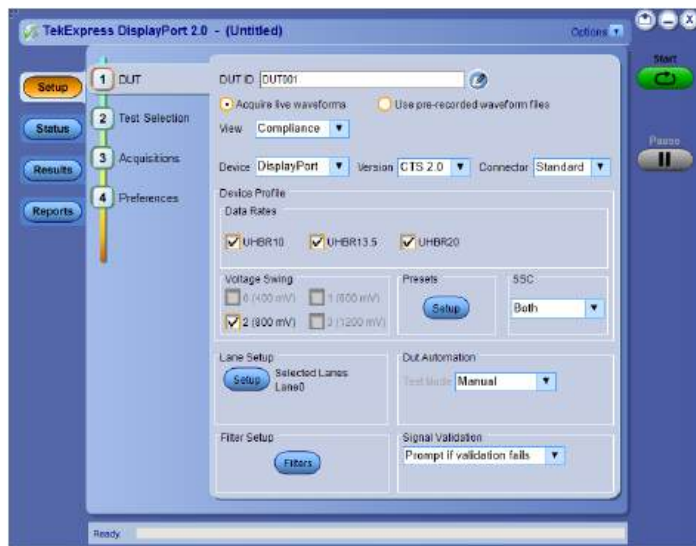 TekExpress DisplayPort 2.0 - (Untitled)
Options
Start
Setup
Status
Results
Reports
Pause
1 DUT
2 Test Selection
3 Acquisitions
4 Preferences
DUT ID DUT001
Acquire live waveforms Use pre-recorded waveform files
View Compliance
Device DisplayPort Version CTS 2.0 Connector Standard
Device Profile
Data Rates
UHBR10 UHBR13.5 UHBR20
Voltage Swing
0 (400 mV) 1 (600 mV)
2 (800 mV) 3 (1200 mV)
Presets
Setup
SSC
Both
Lane Setup
Setup Selected Lanes
Lane0
Dut Automation
Test Mode Manual
Filter Setup
Filters
Signal Validation
Prompt if validation fails
Ready.